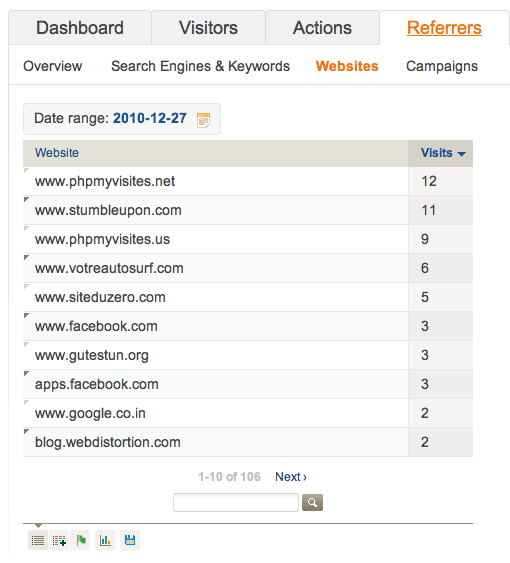 Dashboard Visitors Actions Referrers
Overview Search Engines & Keywords Websites Campaigns
Date range: 2010-12-27
Website Visits
www.phpmyvisites.net 12
www.stumbleupon.com 11
www.phpmyvisites.us 9
www.votreautosurf.com 6
www.siteduzero.com 5
www.facebook.com 3
www.gutestun.org 3
apps.facebook.com 3
www.google.co.in 2
blog.webdistortion.com 2
1-10 of 106 Next ›